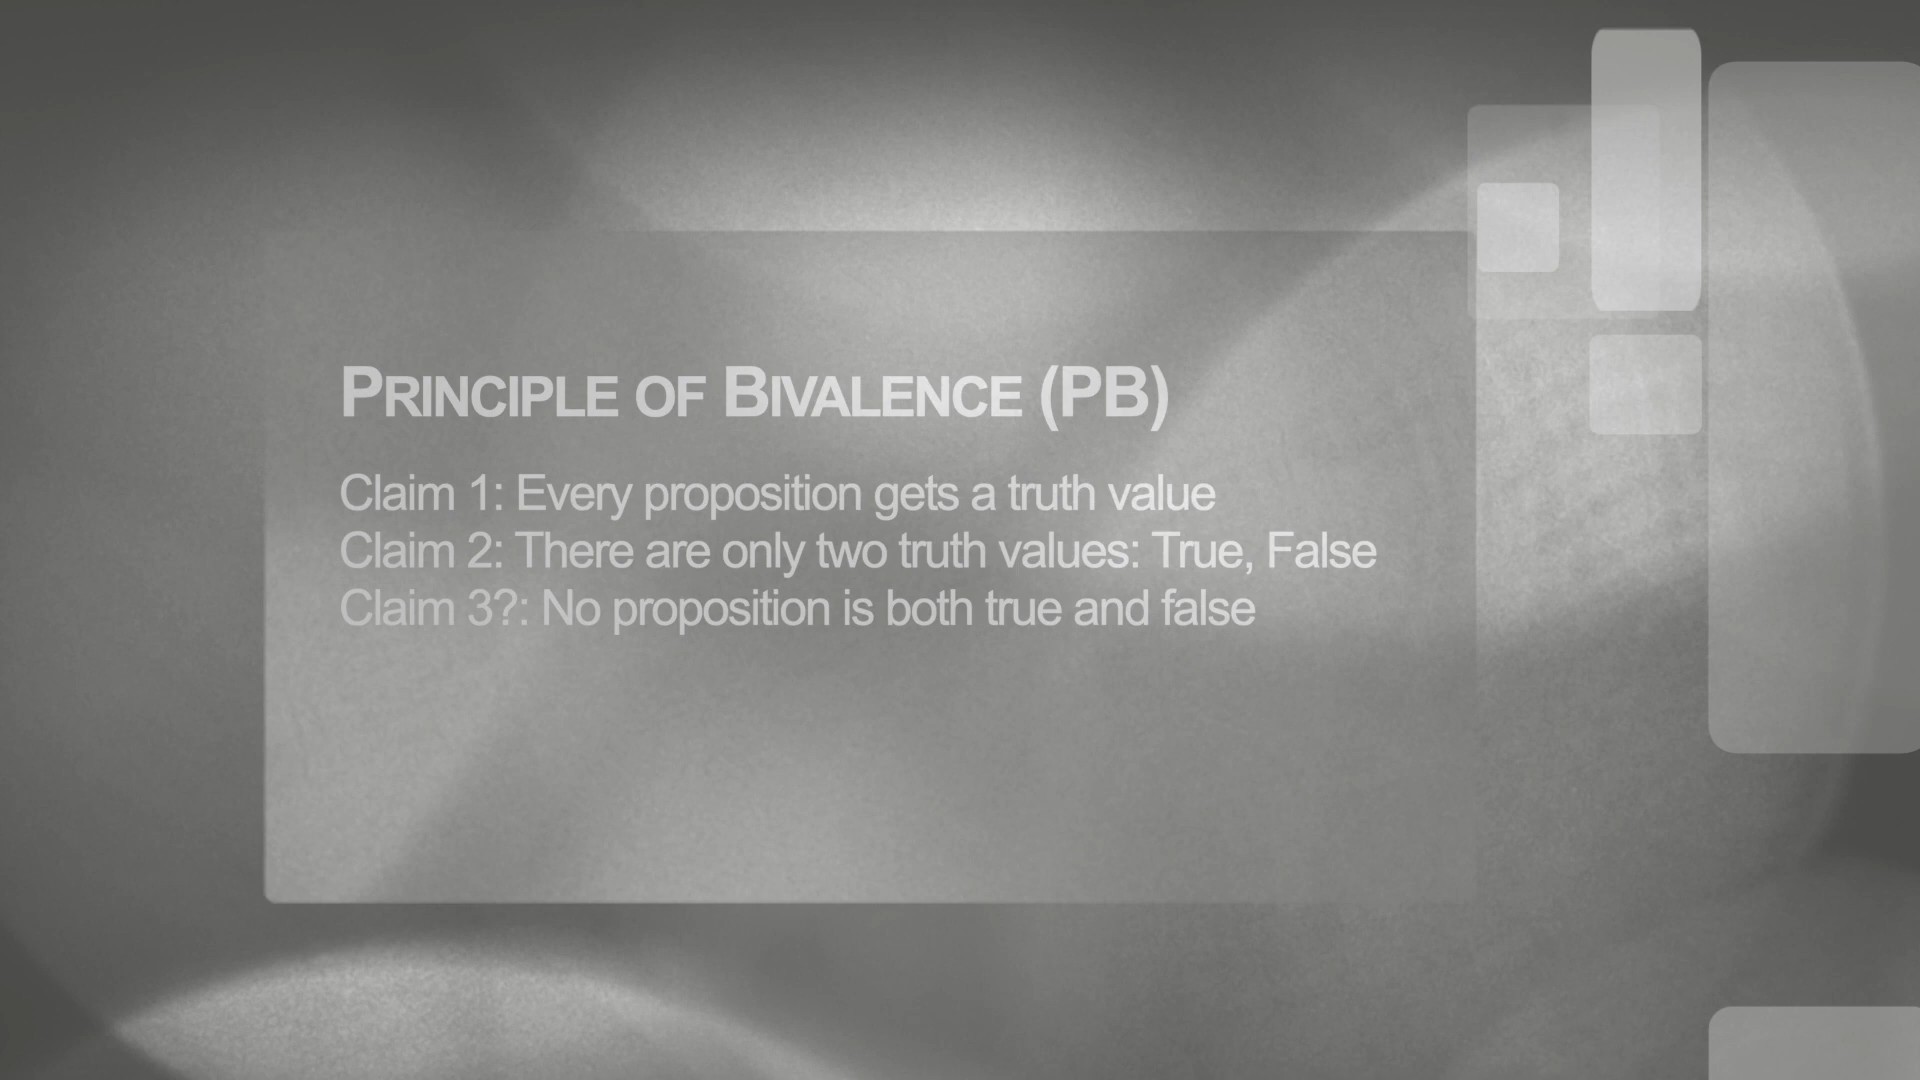 Principle of Bivalence (PB)
Claim 1: Every proposition gets a truth value
Claim 2: There are only two truth values: True, False
Claim 3?: No proposition is both true and false